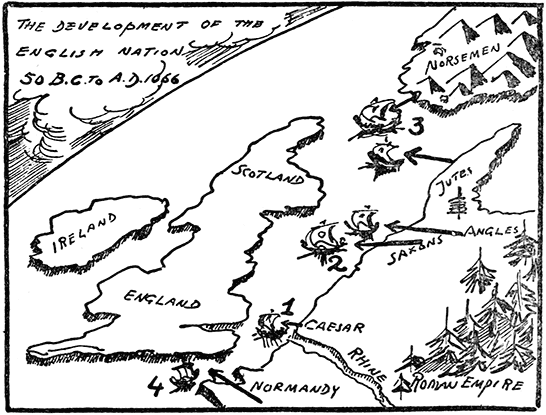 THE DEVELOPMENT OF THE
ENGLISH NATION
50 B.C. TO A.D. 1066
NORSEMEN
3
SCOTLAND
JUTES
IRELAND
ANGLES
SAXONS
2
ENGLAND
1
CAESAR
RHINE
4
NORMANDY
ROMAN EMPIRE